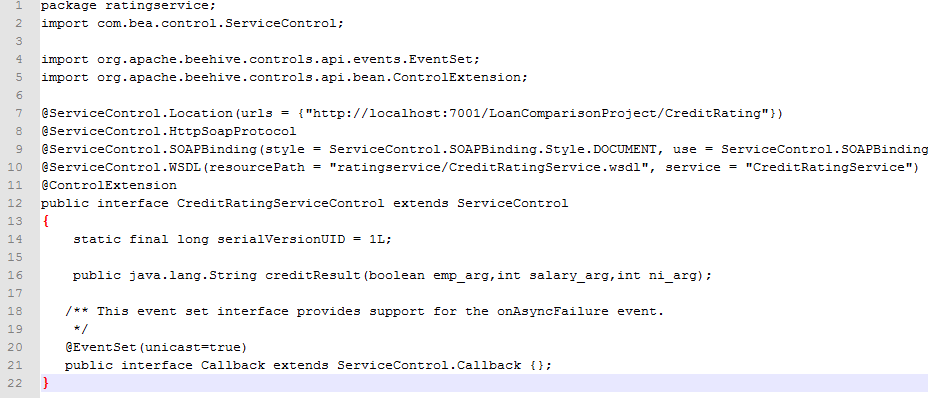 1 package ratingservice;
2 import com.bea.control.ServiceControl;
3
4 import org.apache.beehive.controls.api.events.EventSet;
5 import org.apache.beehive.controls.api.bean.ControlExtension;
6
7 @ServiceControl.Location(urls = {"http://localhost:7001/LoanComparisonProject/CreditRating"})
8 @ServiceControl.HttpSoapProtocol
9 @ServiceControl.SOAPBinding(style = ServiceControl.SOAPBinding.Style.DOCUMENT, use = ServiceControl.SOAPBinding
10 @ServiceControl.WSDL(resourcePath = "ratingservice/CreditRatingService.wsdl", service = "CreditRatingService")
11 @ControlExtension
12 public interface CreditRatingServiceControl extends ServiceControl
13 {
14 static final long serialVersionUID = 1L;
15
16 public java.lang.String creditResult(boolean emp_arg,int salary_arg,int ni_arg);
17
18 /** This event set interface provides support for the onAsyncFailure event.
19 */
20 @EventSet(unicast=true)
21 public interface Callback extends ServiceControl.Callback {};
22 }